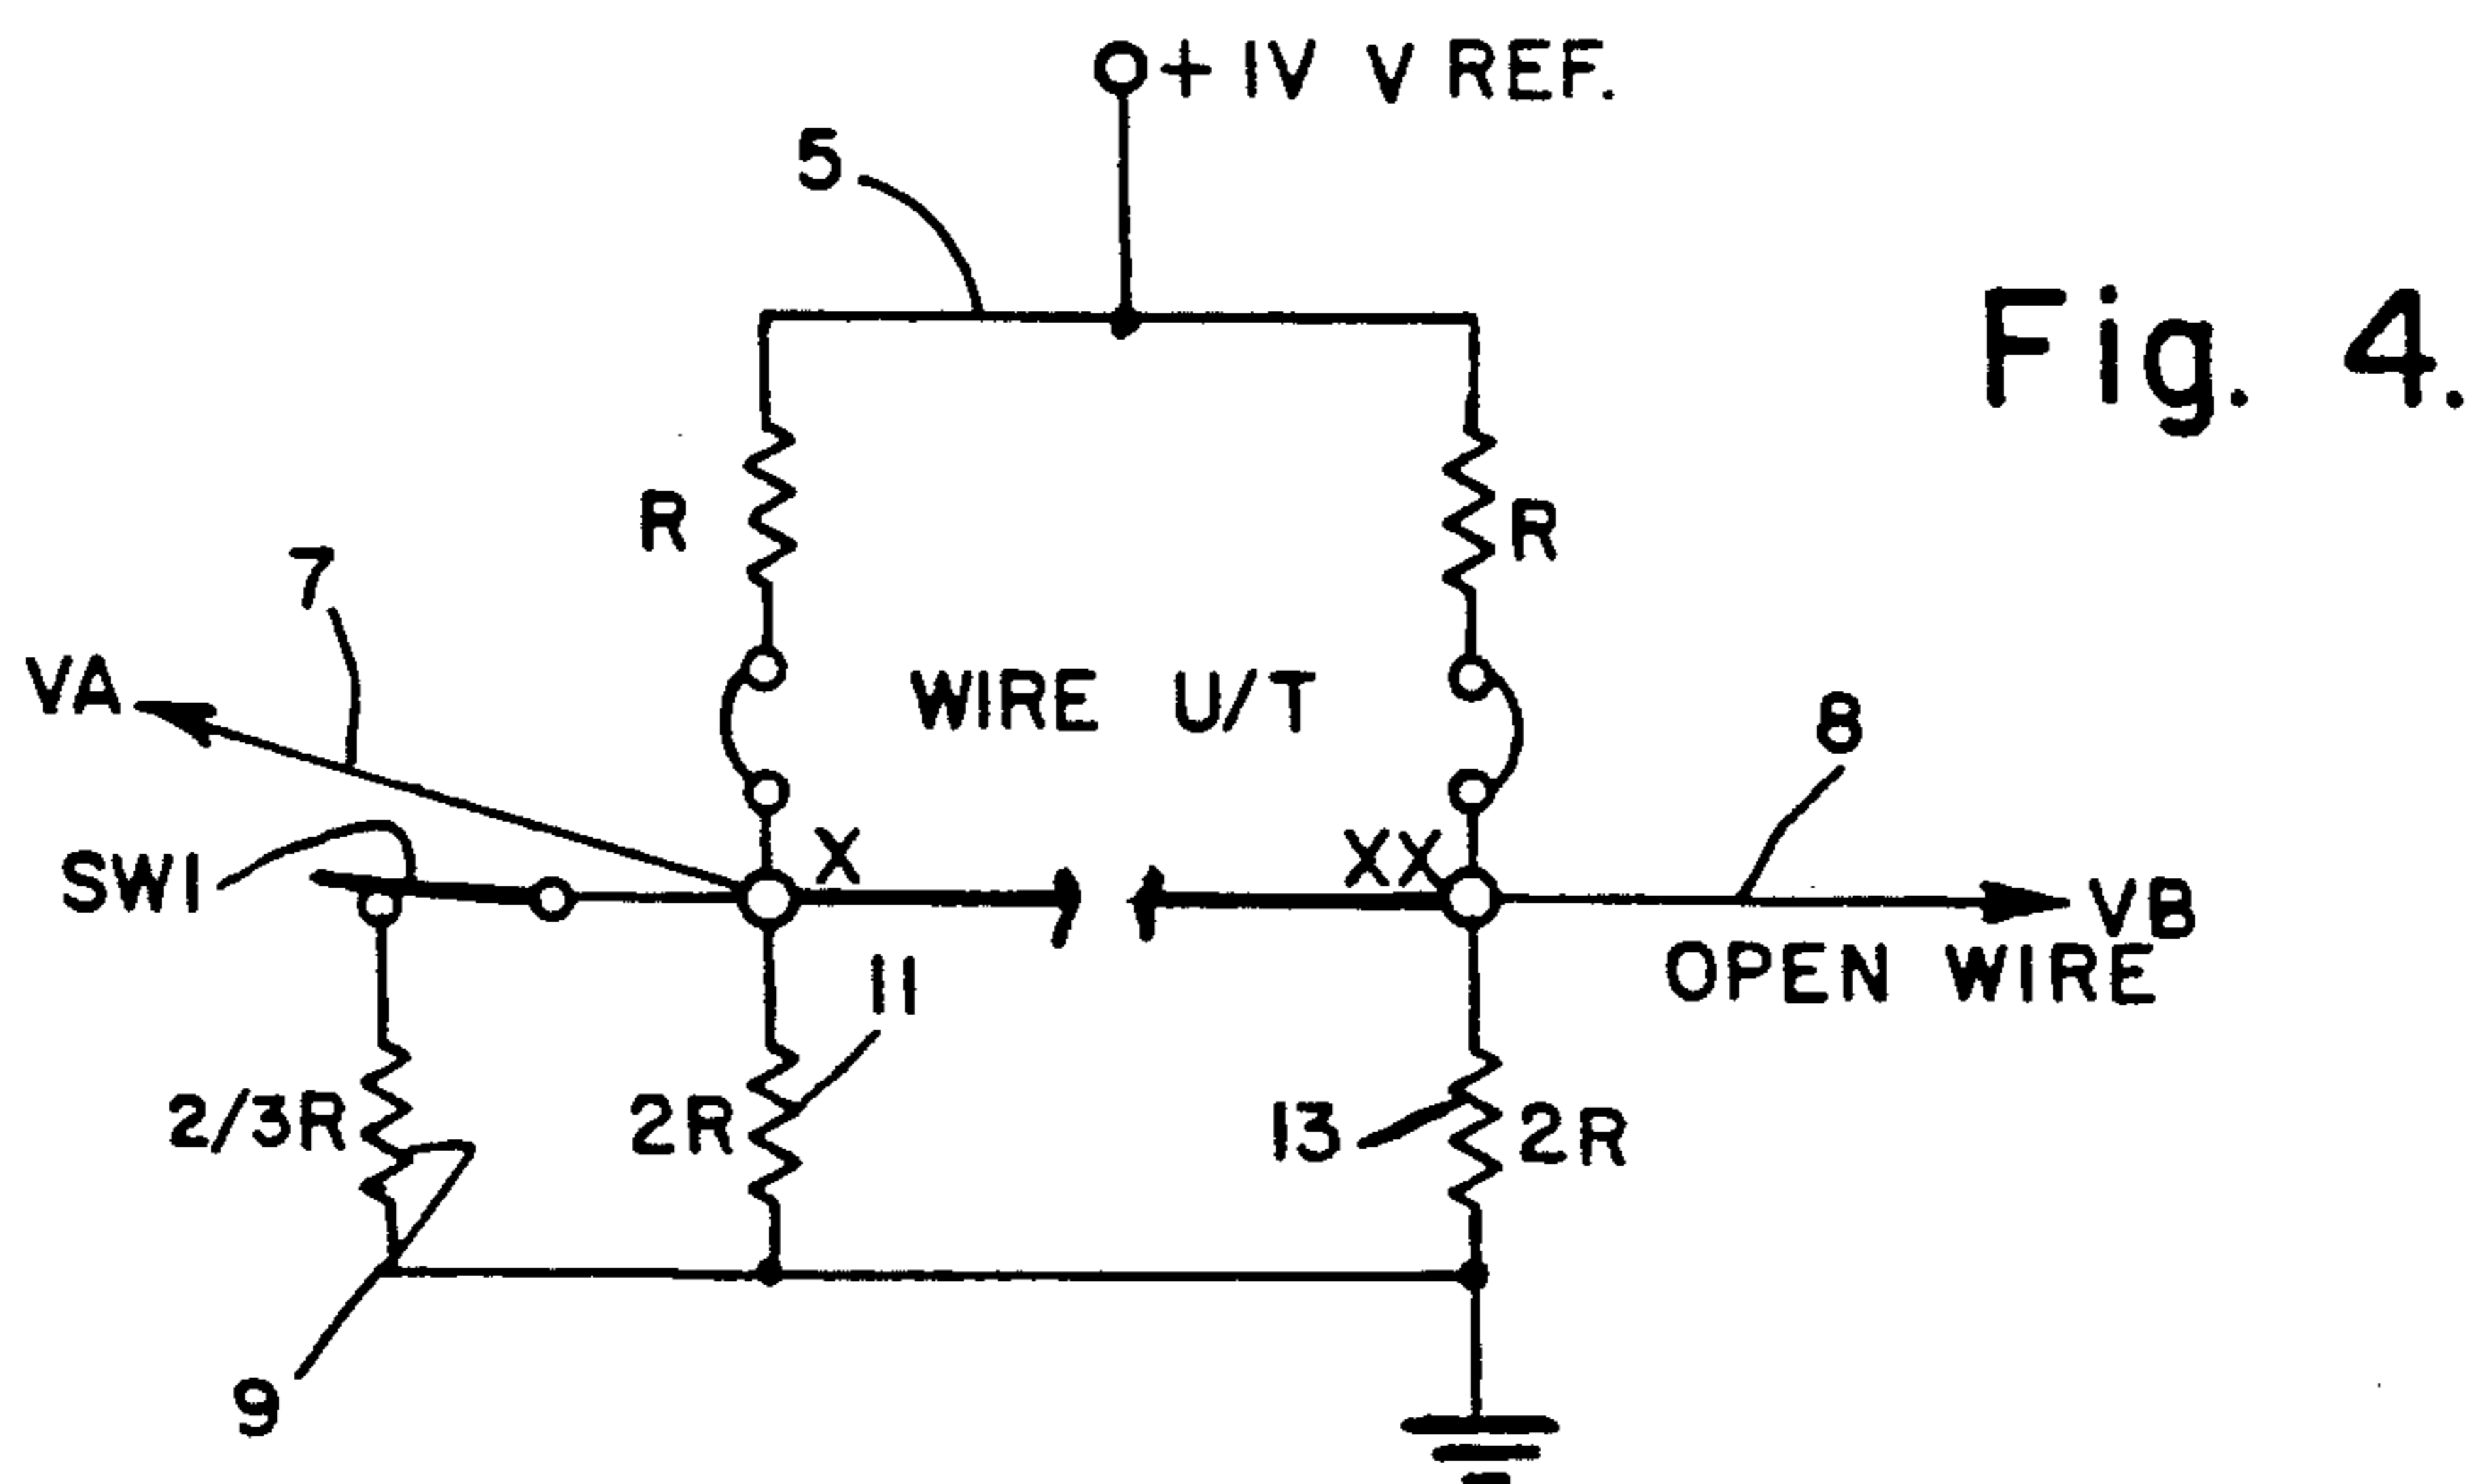 + 1V V REF.
5
Fig. 4.
R
R
7
VA
WIRE U/T
8
X
XX
SW1
VB
OPEN WIRE
11
2/3R
2R
13
2R
9